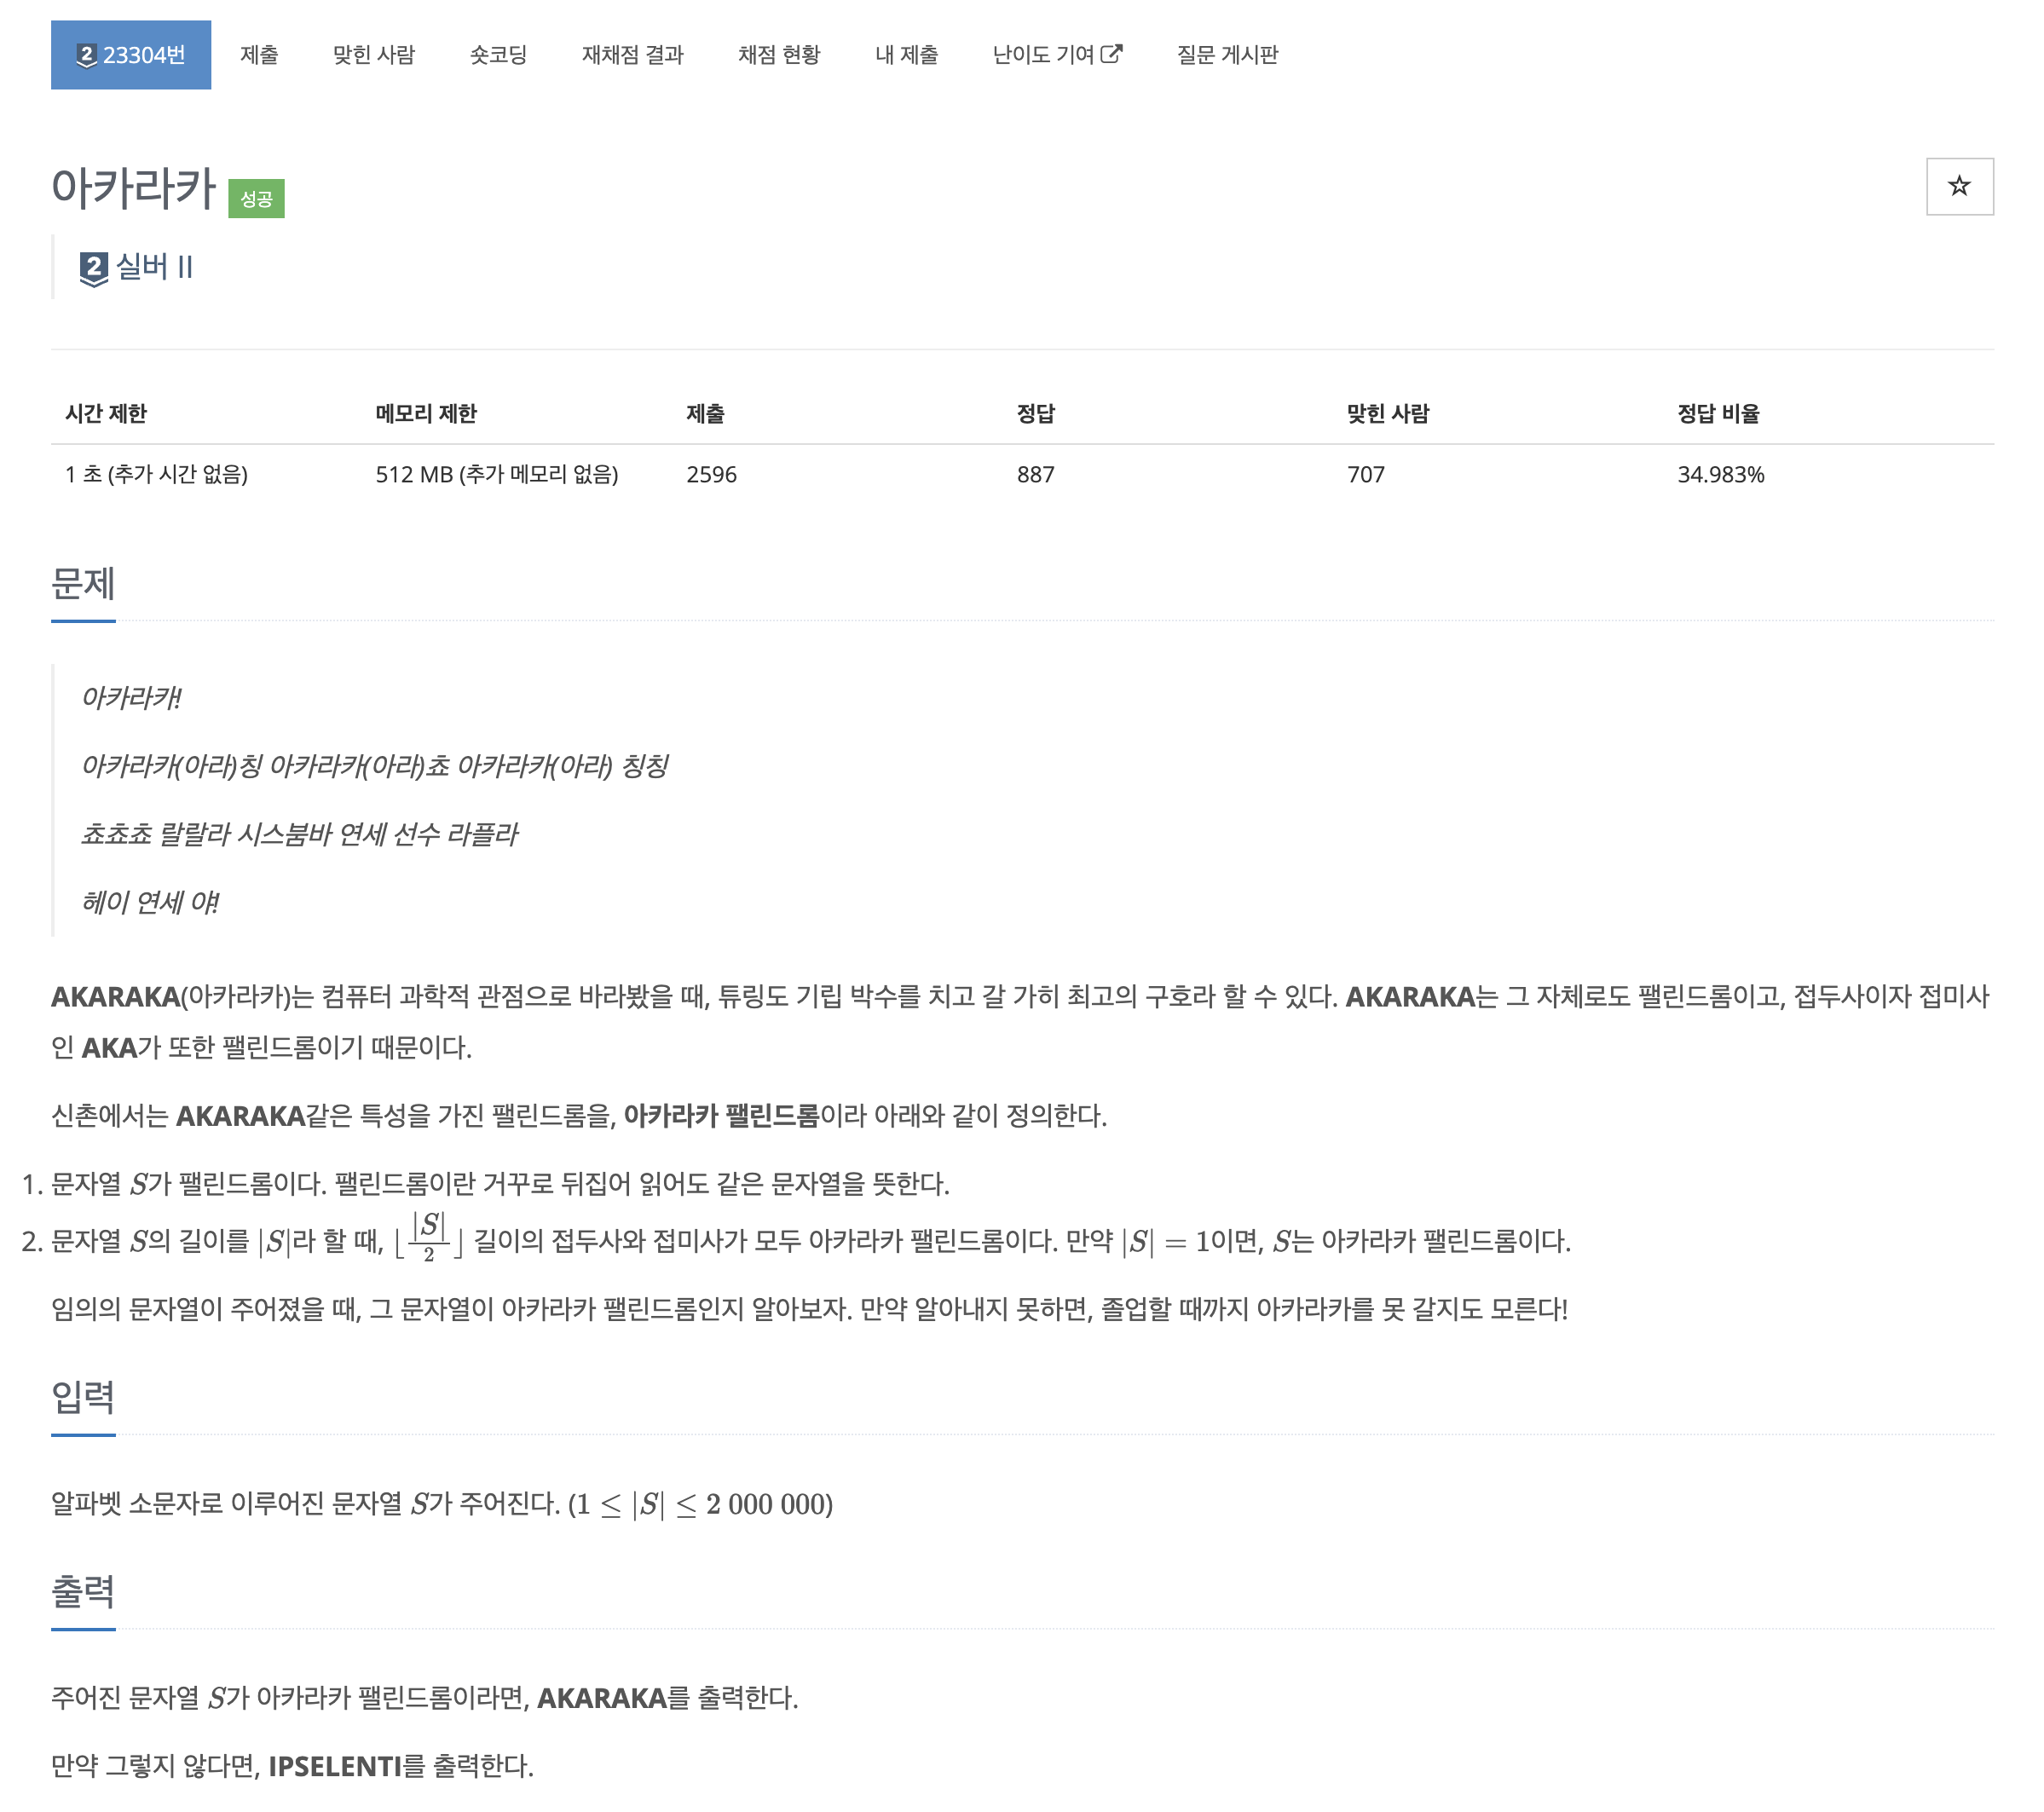 2 23304번 제출 맞힌 사람 숏코딩 재채점 결과 채점 현황 내 제출 난이도 기여 질문 게시판
아카라카 성공
2 실버 II
시간 제한 메모리 제한 제출 정답 맞힌 사람 정답 비율
1 초 (추가 시간 없음) 512 MB (추가 메모리 없음) 2596 887 707 34.983%
문제
아카라카!
아카라카(아라)칭 아카라카(아라)쵸 아카라카(아라) 칭칭
쵸쵸쵸 랄랄라 시스붐바 연세 선수 라플라
헤이 연세 야!
AKARAKA(아카라카)는 컴퓨터 과학적 관점으로 바라봤을 때, 튜링도 기립 박수를 치고 갈 가히 최고의 구호라 할 수 있다. AKARAKA는 그 자체로도 팰린드롬이고, 접두사이자 접미사
인 AKA가 또한 팰린드롬이기 때문이다.
신촌에서는 AKARAKA같은 특성을 가진 팰린드롬을, 아카라카 팰린드롬이라 아래와 같이 정의한다.
1. 문자열 S가 팰린드롬이다. 팰린드롬이란 거꾸로 뒤집어 읽어도 같은 문자열을 뜻한다.
2. 문자열 S의 길이를 |S|라 할 때, ⌊|S|/2⌋ 길이의 접두사와 접미사가 모두 아카라카 팰린드롬이다. 만약 |S| = 1이면, S는 아카라카 팰린드롬이다.
임의의 문자열이 주어졌을 때, 그 문자열이 아카라카 팰린드롬인지 알아보자. 만약 알아내지 못하면, 졸업할 때까지 아카라카를 못 갈지도 모른다!
입력
알파벳 소문자로 이루어진 문자열 S가 주어진다. (1 ≤ |S| ≤ 2 000 000)
출력
주어진 문자열 S가 아카라카 팰린드롬이라면, AKARAKA를 출력한다.
만약 그렇지 않다면, IPSELENTI를 출력한다.